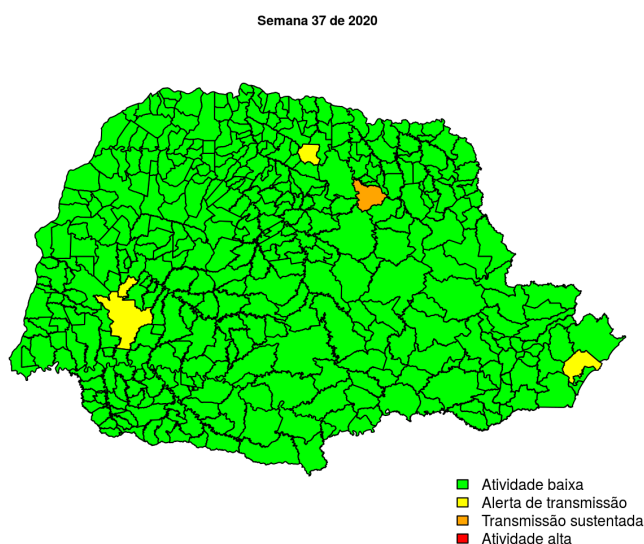 Semana 37 de 2020
Atividade baixa
Alerta de transmissão
Transmissão sustentada
Atividade alta